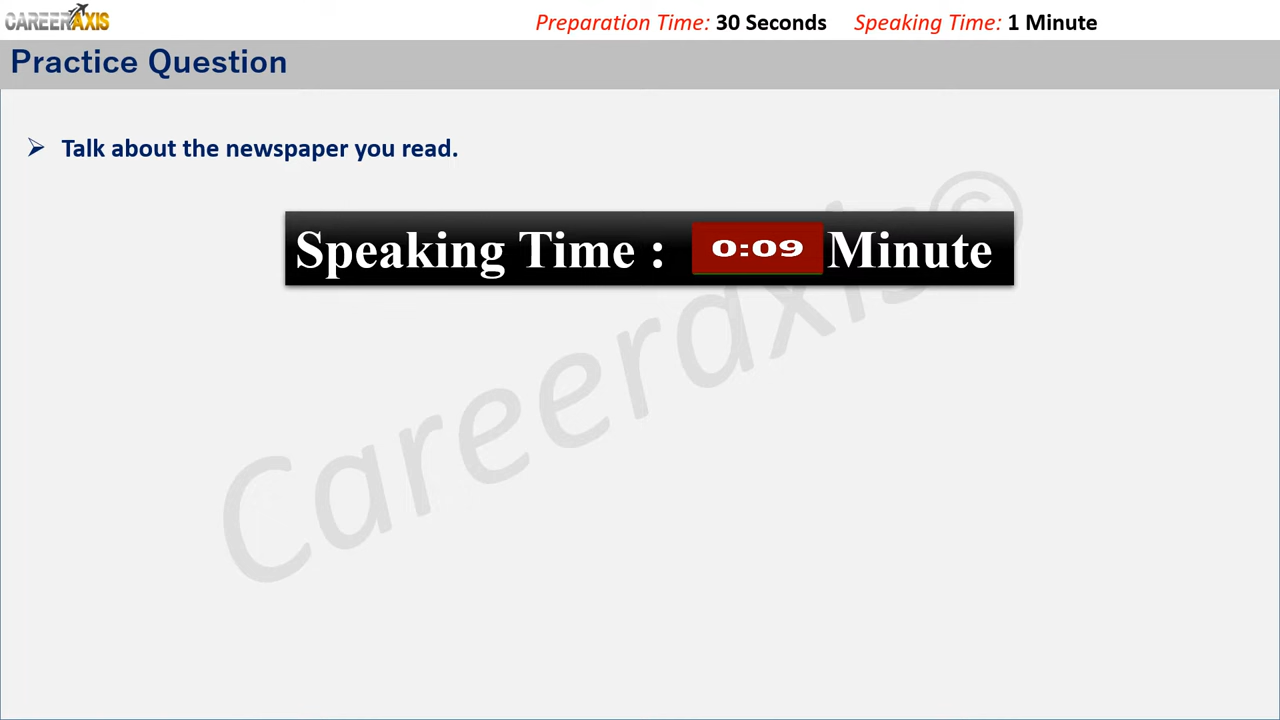 CAREERAXIS
Preparation Time: 30 Seconds Speaking Time: 1 Minute
Practice Question
➢ Talk about the newspaper you read.
Speaking Time : 0:09 Minute
Careeraxis©